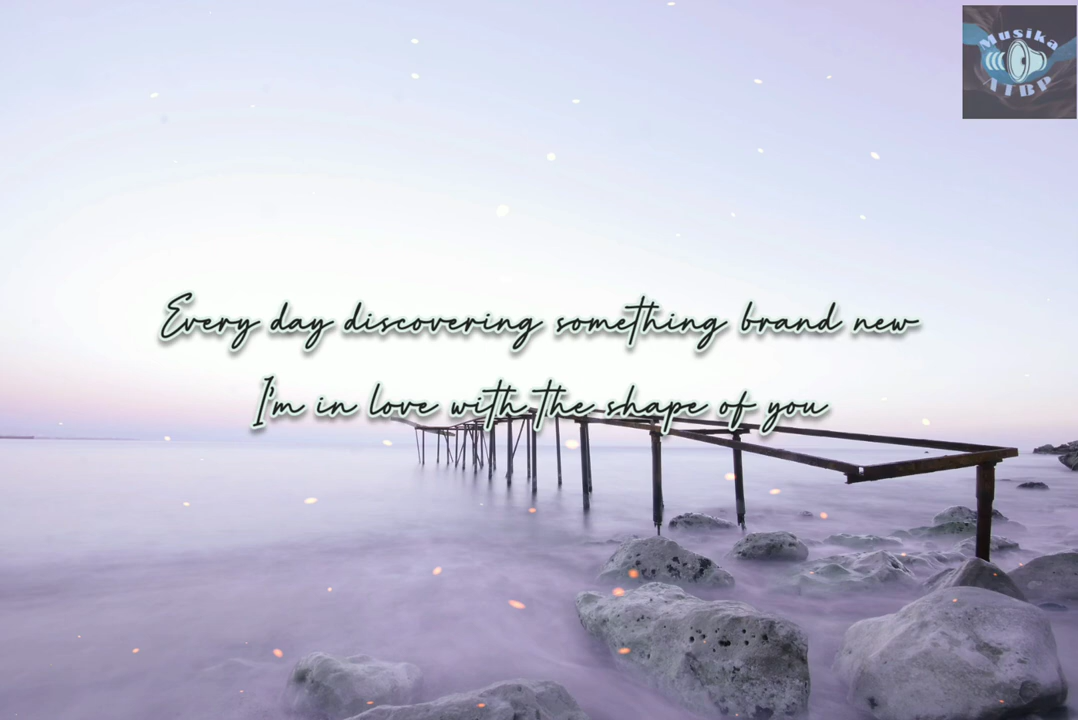 Musika
ATBP
Every day discovering something brand new
I'm in love with the shape of you